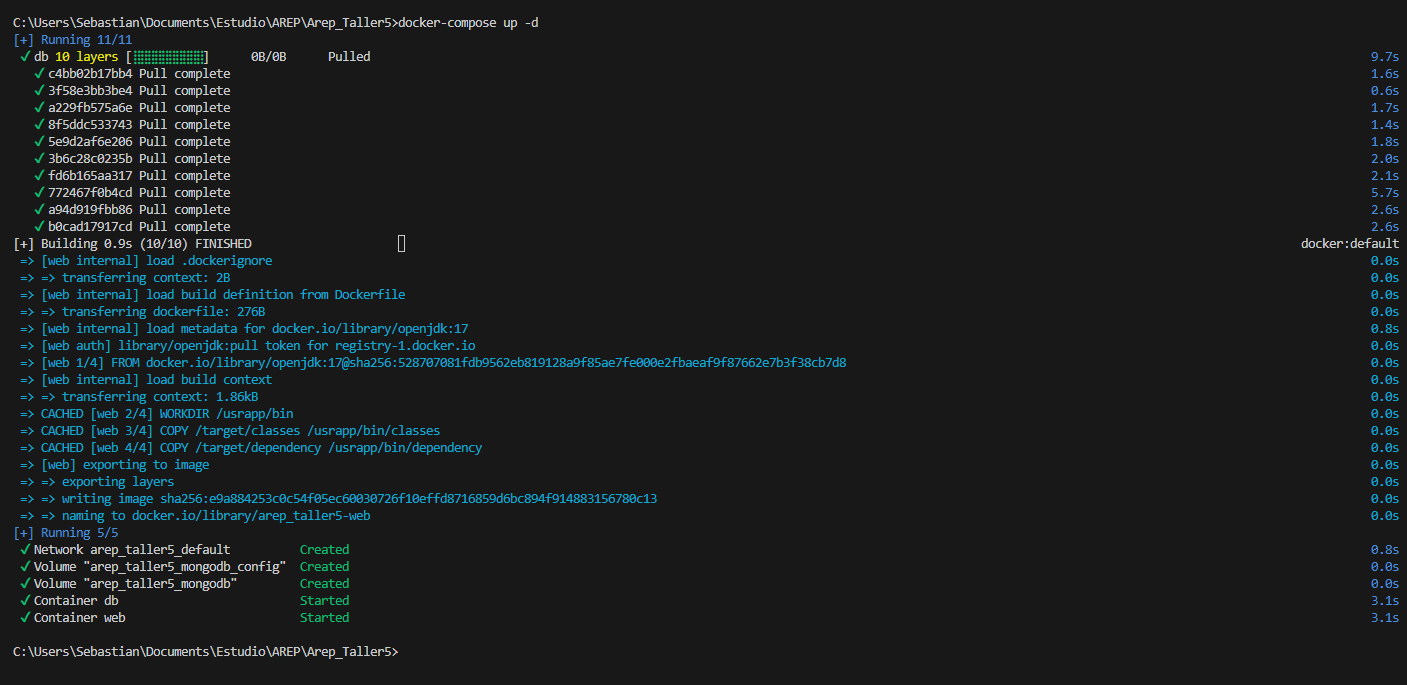 C:\Users\Sebastian\Documents\Estudio\AREP\Arep_Taller5>docker-compose up -d
[+] Running 11/11
✔ db 10 layers [⣿⣿⣿⣿⣿⣿⣿⣿⣿⣿] 0B/0B Pulled 9.7s
✔ c4bb02b17bb4 Pull complete 1.6s
✔ 3f58e3bb3be4 Pull complete 0.6s
✔ a229fb575a6e Pull complete 1.7s
✔ 8f5ddc533743 Pull complete 1.4s
✔ 5e9d2af6e206 Pull complete 1.8s
✔ 3b6c28c0235b Pull complete 2.0s
✔ fd6b165aa317 Pull complete 2.1s
✔ 772467f0b4cd Pull complete 5.7s
✔ a94d919fbb86 Pull complete 2.6s
✔ b0cad17917cd Pull complete 2.6s
[+] Building 0.9s (10/10) FINISHED docker:default
=> [web internal] load .dockerignore 0.0s
=> => transferring context: 2B 0.0s
=> [web internal] load build definition from Dockerfile 0.0s
=> => transferring dockerfile: 276B 0.0s
=> [web internal] load metadata for docker.io/library/openjdk:17 0.8s
=> [web auth] library/openjdk:pull token for registry-1.docker.io 0.0s
=> [web 1/4] FROM docker.io/library/openjdk:17@sha256:528707081fdb9562eb819128a9f85ae7fe000e2fbaeaf9f87662e7b3f38cb7d8 0.0s
=> [web internal] load build context 0.0s
=> => transferring context: 1.86kB 0.0s
=> CACHED [web 2/4] WORKDIR /usrapp/bin 0.0s
=> CACHED [web 3/4] COPY /target/classes /usrapp/bin/classes 0.0s
=> CACHED [web 4/4] COPY /target/dependency /usrapp/bin/dependency 0.0s
=> [web] exporting to image 0.0s
=> => exporting layers 0.0s
=> => writing image sha256:e9a884253c0c54f05ec60030726f10effd8716859d6bc894f914883156780c13 0.0s
=> => naming to docker.io/library/arep_taller5-web 0.0s
[+] Running 5/5
✔ Network arep_taller5_default Created 0.8s
✔ Volume "arep_taller5_mongodb_config" Created 0.0s
✔ Volume "arep_taller5_mongodb" Created 0.0s
✔ Container db Started 3.1s
✔ Container web Started 3.1s
C:\Users\Sebastian\Documents\Estudio\AREP\Arep_Taller5>